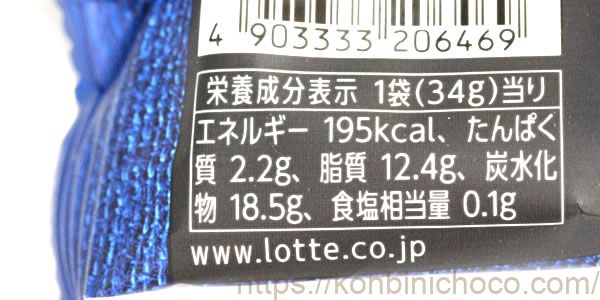 4 903333 206469
栄養成分表示 1袋(34g)当り
エネルギー 195kcal、たんぱく
質 2.2g、脂質 12.4g、炭水化
物 18.5g、食塩相当量 0.1g
www.lotte.co.jp
https://konbinichoco.com/